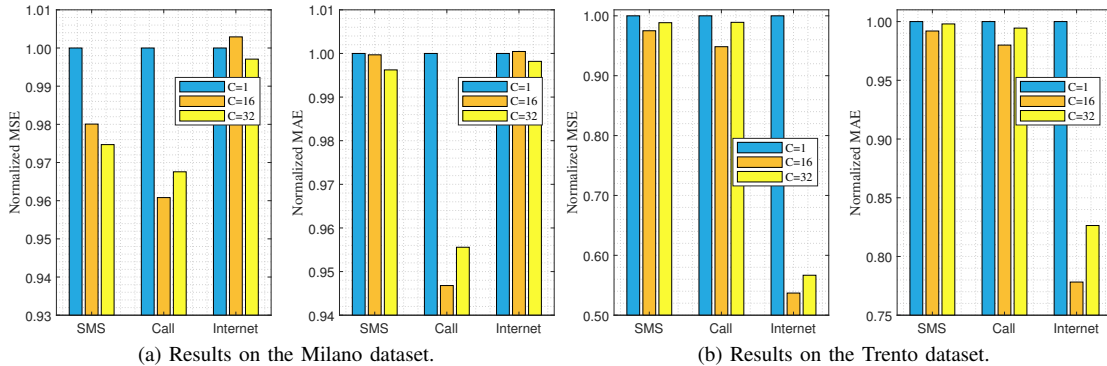 1.01
1.00
0.99
0.98
0.97
0.96
0.95
0.94
0.93
Normalized MSE
SMS
Call
Internet
C=1
C=16
C=32
1.01
1.00
0.99
0.98
0.97
0.96
0.95
0.94
Normalized MAE
SMS
Call
Internet
C=1
C=16
C=32
(a) Results on the Milano dataset.
1.00
0.90
0.80
0.70
0.60
0.50
Normalized MSE
SMS
Call
Internet
C=1
C=16
C=32
1.00
0.95
0.90
0.85
0.80
0.75
Normalized MAE
SMS
Call
Internet
C=1
C=16
C=32
(b) Results on the Trento dataset.